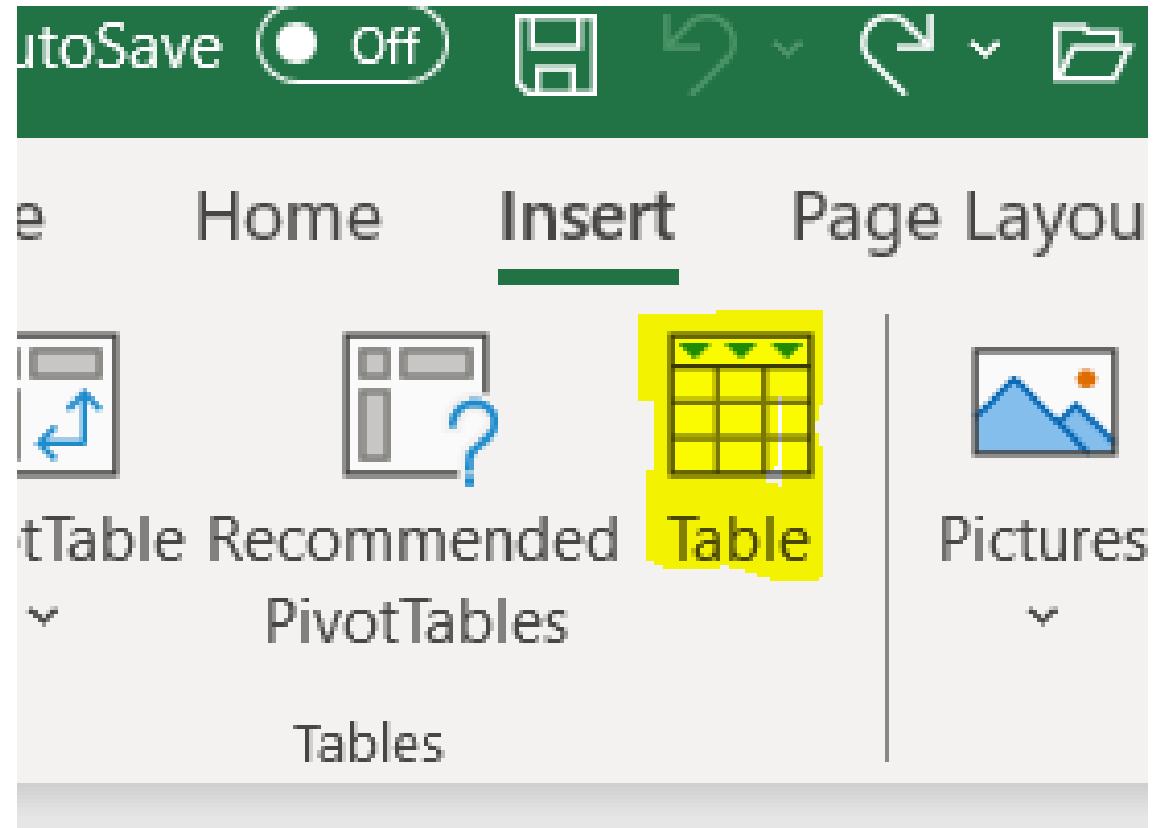 utoSave Off
e Home Insert Page Layou
tTable Recommended Table Pictures
PivotTables
Tables